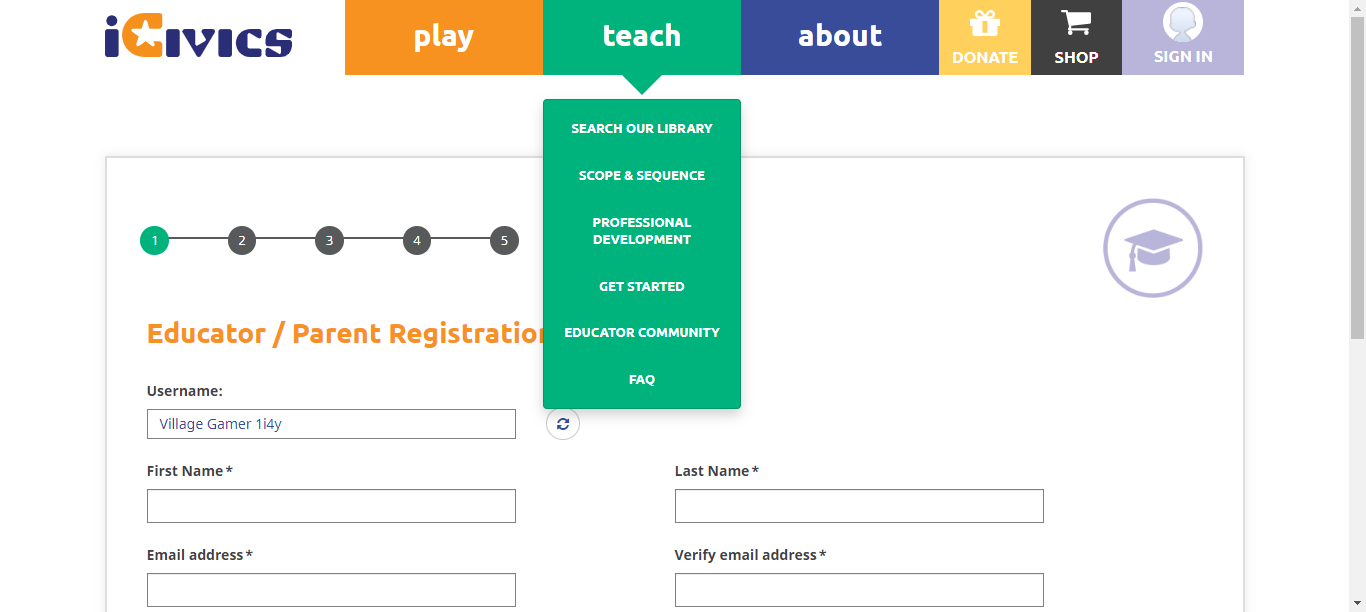 iCivics
play
teach
about
DONATE
SHOP
SIGN IN
SEARCH OUR LIBRARY
SCOPE & SEQUENCE
PROFESSIONAL
DEVELOPMENT
GET STARTED
EDUCATOR COMMUNITY
FAQ
1 2 3 4 5
Educator / Parent Registration
Username:
Village Gamer 1i4y
First Name*
Last Name*
Email address*
Verify email address*